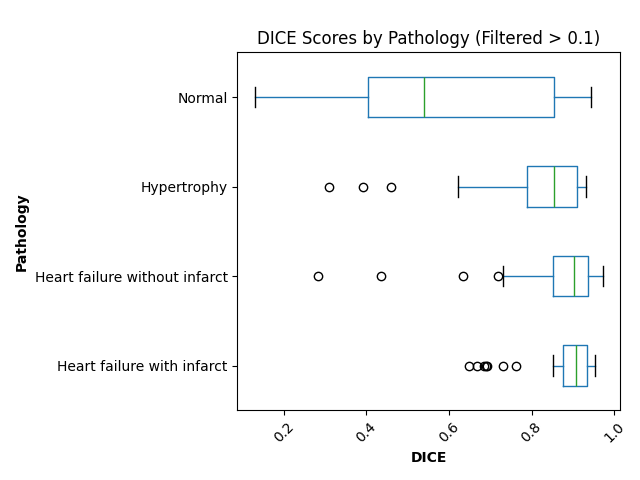 DICE Scores by Pathology (Filtered > 0.1)
Normal
Hypertrophy
Heart failure without infarct
Heart failure with infarct
Pathology
0.2
0.4
0.6
0.8
1.0
DICE